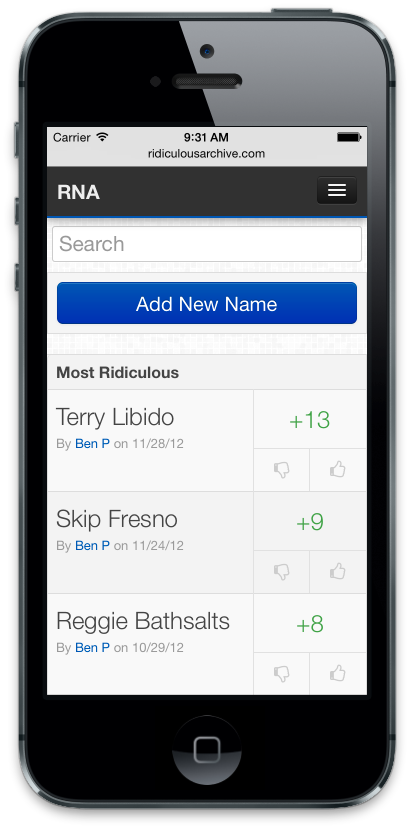 Carrier 9:31 AM
ridiculousarchive.com
RNA
Search
Add New Name
Most Ridiculous
Terry Libido
+13
By Ben P on 11/28/12
Skip Fresno
+9
By Ben P on 11/24/12
Reggie Bathsalts
+8
By Ben P on 10/29/12